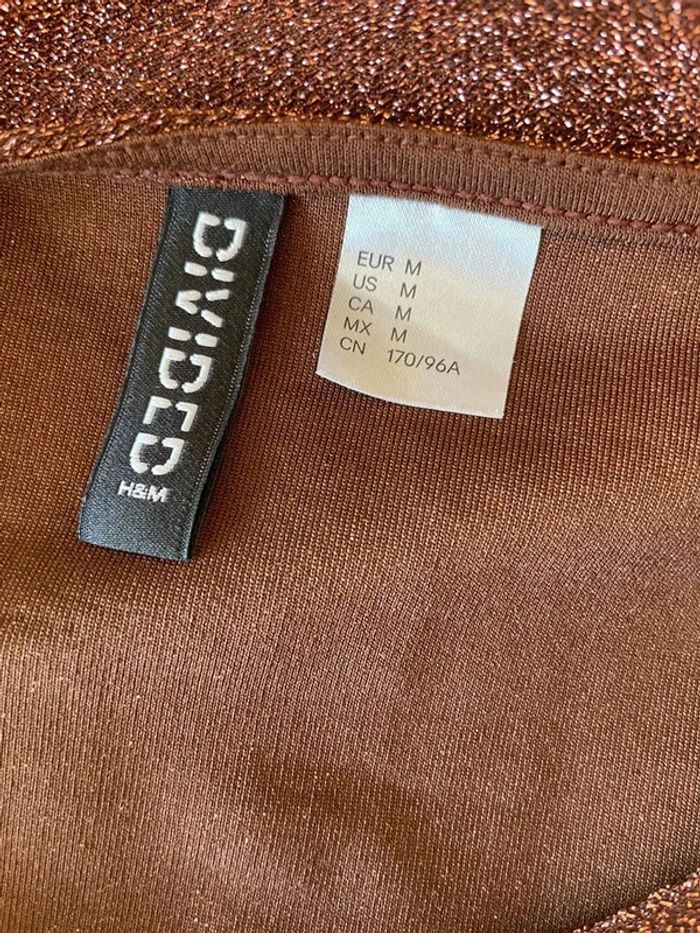 DIVIDED
H&M
EUR M
US M
CA M
MX M
CN 170/96A